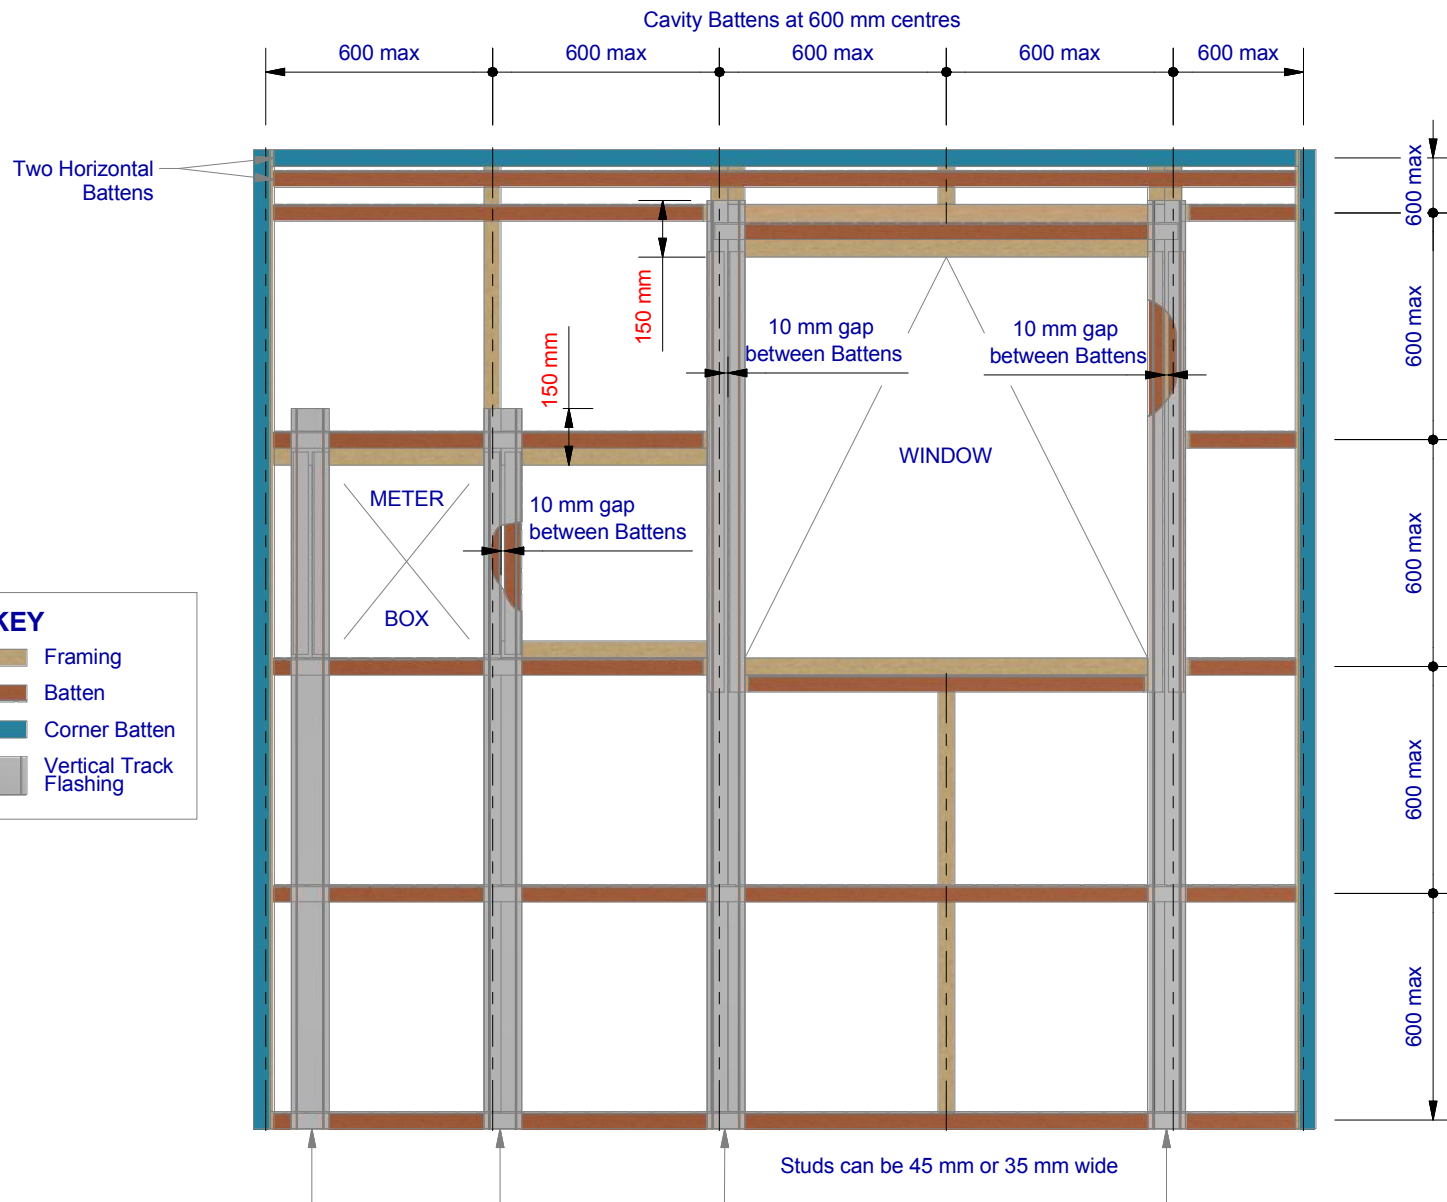 Cavity Battens at 600 mm centres
600 max
600 max
600 max
600 max
600 max
Two Horizontal
Battens
600 max
150 mm
600 max
10 mm gap
between Battens
10 mm gap
between Battens
150 mm
WINDOW
METER
BOX
10 mm gap
between Battens
600 max
KEY
Framing
Batten
Corner Batten
Vertical Track
Flashing
600 max
600 max
Studs can be 45 mm or 35 mm wide